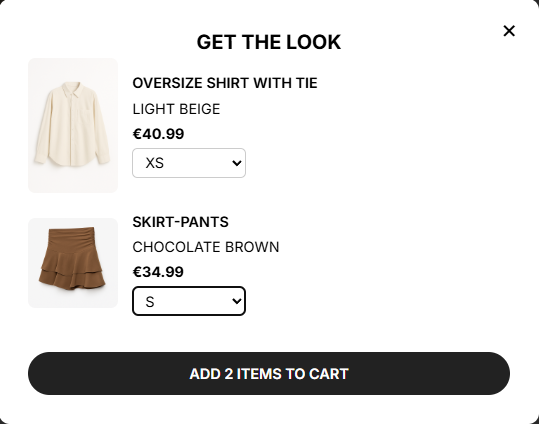 GET THE LOOK
✕
OVERSIZE SHIRT WITH TIE
LIGHT BEIGE
€40.99
XS
SKIRT-PANTS
CHOCOLATE BROWN
€34.99
S
ADD 2 ITEMS TO CART